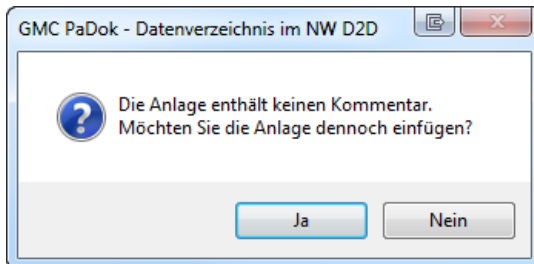 GMC PaDok - Datenverzeichnis im NW D2D
Die Anlage enthält keinen Kommentar.
Möchten Sie die Anlage dennoch einfügen?
Ja
Nein